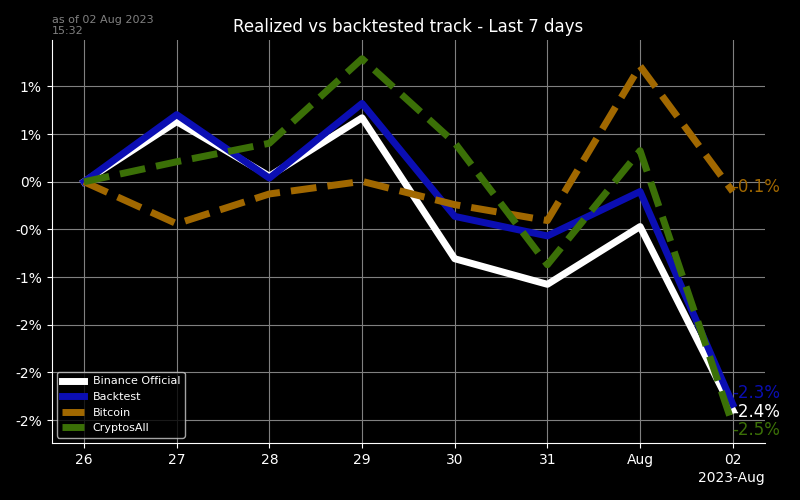 as of 02 Aug 2023
15:32
Realized vs backtested track - Last 7 days
1%
1%
0%
-0%
-1%
-2%
-2%
-2%
-0.1%
-2.3%
-2.4%
-2.5%
Binance Official
Backtest
Bitcoin
CryptosAll
26 27 28 29 30 31 Aug 02
2023-Aug